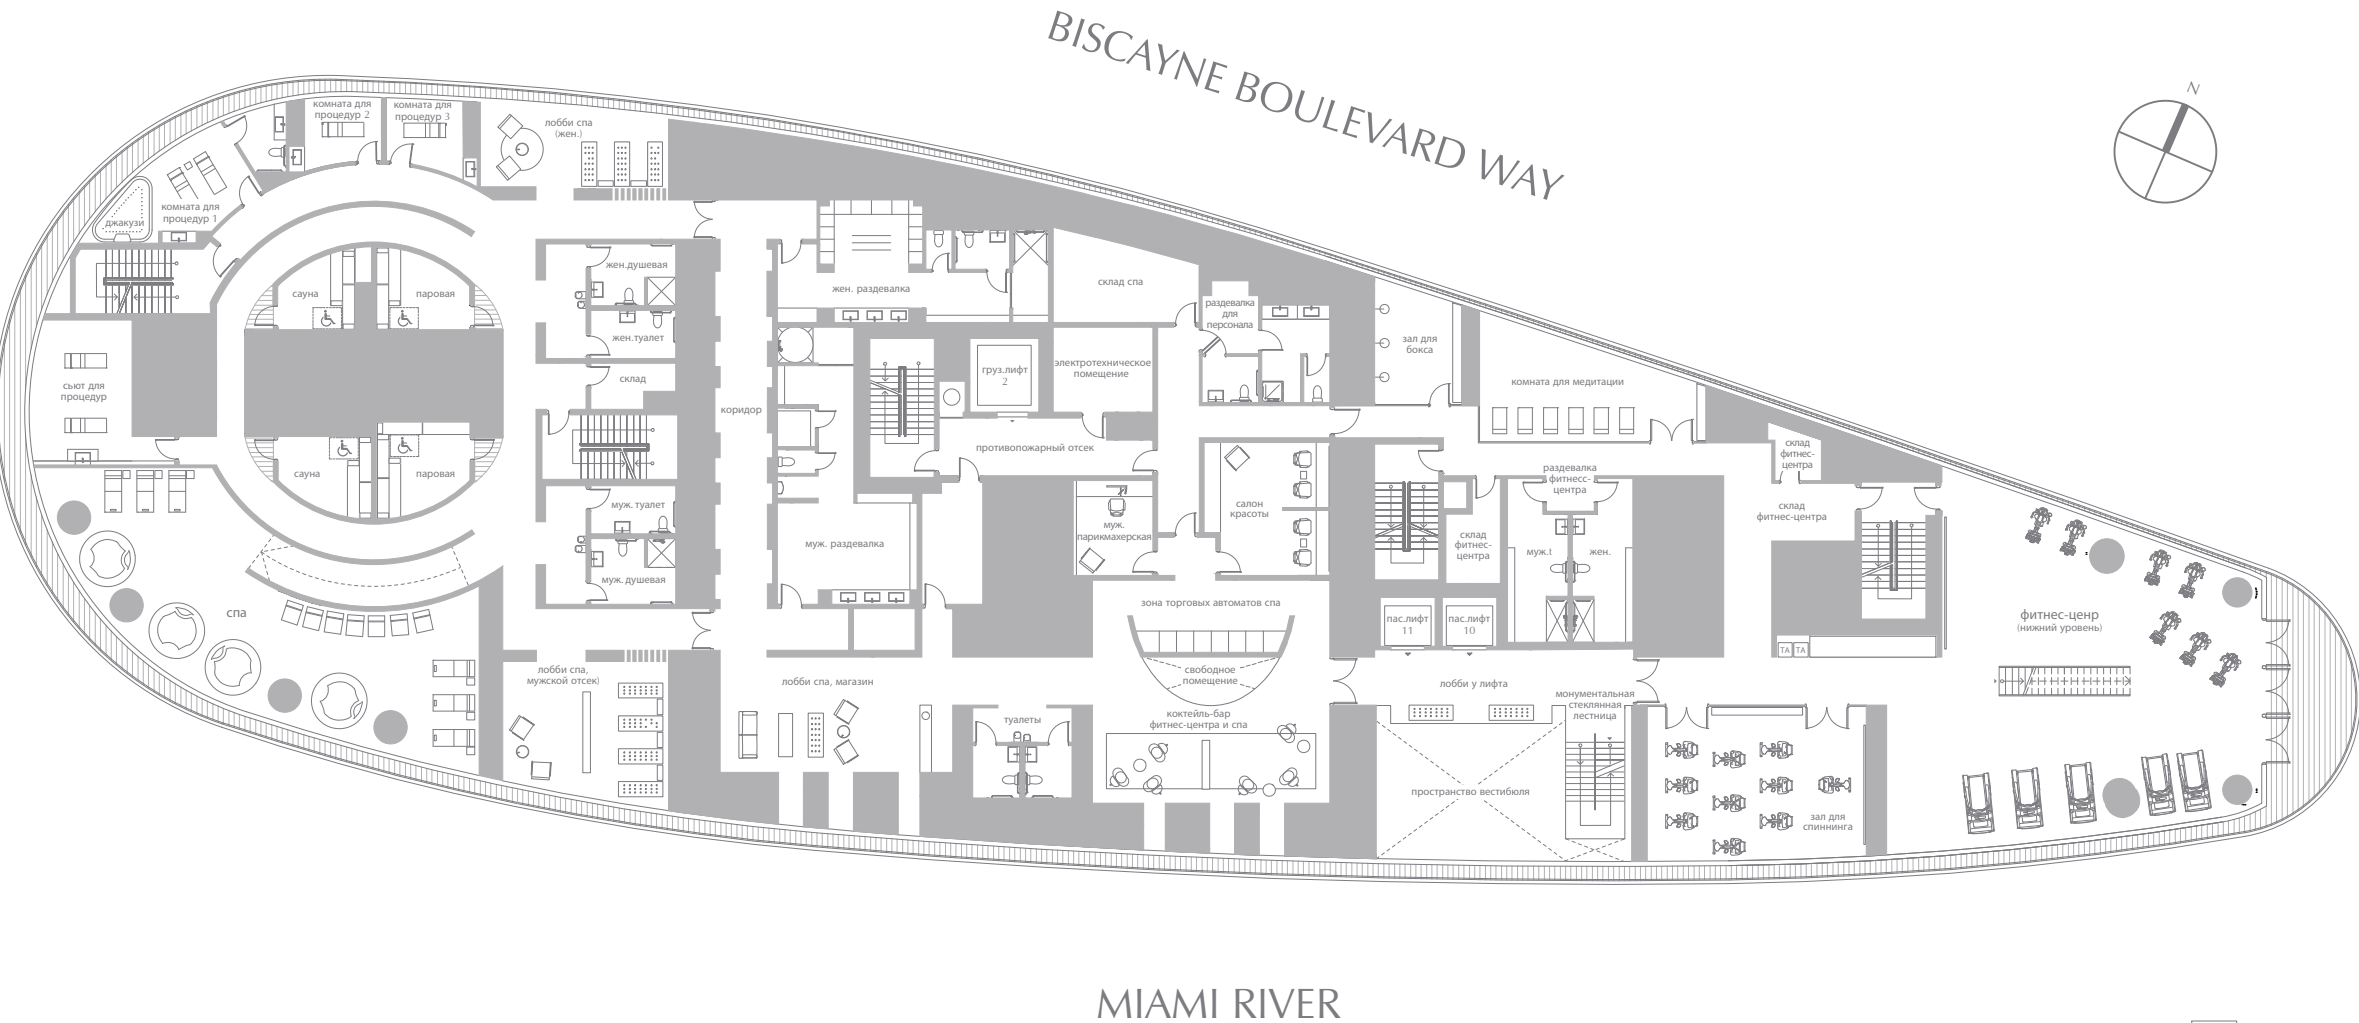 BISCAYNE BOULEVARD WAY
N
комната для
процедур 2
комната для
процедур 3
лобби спа
(жен.)
джакузи
комната для
процедур 1
сауна
паровая
жен.душевая
жен.туалет
склад
коридор
жен. раздевалка
склад спа
раздевалка
для
персонала
зал для
бокса
груз.лифт
2
электротехническое
помещение
комната для медитации
сьют для
процедур
противопожарный отсек
сауна
паровая
муж. туалет
муж. душевая
муж. раздевалка
муж.
парикмахерская
салон
красоты
раздевалка
фитнесс-
центра
склад
фитнес-
центра
склад
фитнес-центра
склад
фитнес-
центра
муж.t
жен.
спа
зона торговых автоматов спа
пас.лифт
11
пас.лифт
10
фитнес-ценр
(нижний уровень)
TA
TA
лобби спа,
мужской отсек)
лобби спа, магазин
свободное
помещение
лобби у лифта
монументальная
стеклянная
лестница
туалеты
коктейль-бар
фитнес-центра и спа
пространство вестибюля
зал для
спиннинга
MIAMI RIVER